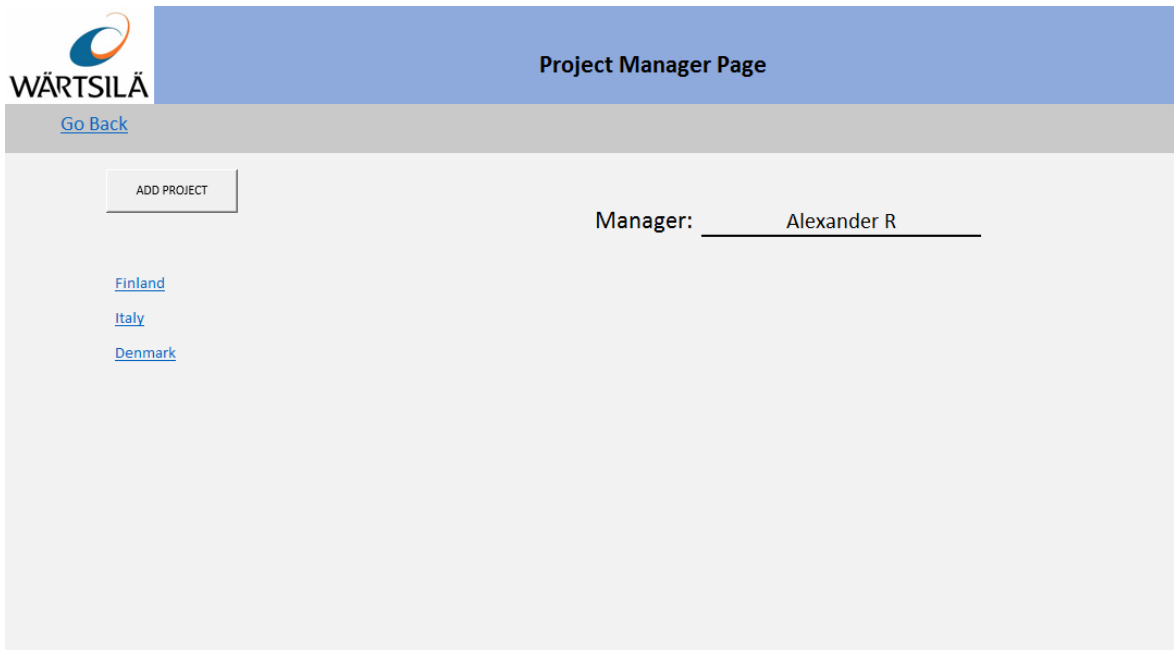 WÄRTSILÄ
Project Manager Page
Go Back
ADD PROJECT
Manager: Alexander R
Finland
Italy
Denmark